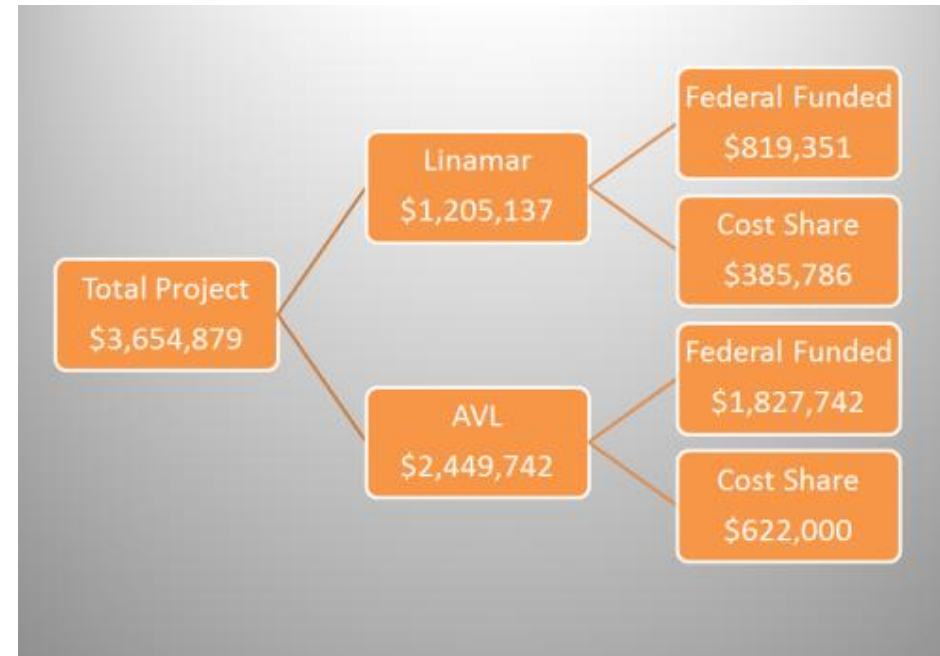 Total Project
$3,654,879
Linamar
$1,205,137
Federal Funded
$819,351
Cost Share
$385,786
AVL
$2,449,742
Federal Funded
$1,827,742
Cost Share
$622,000